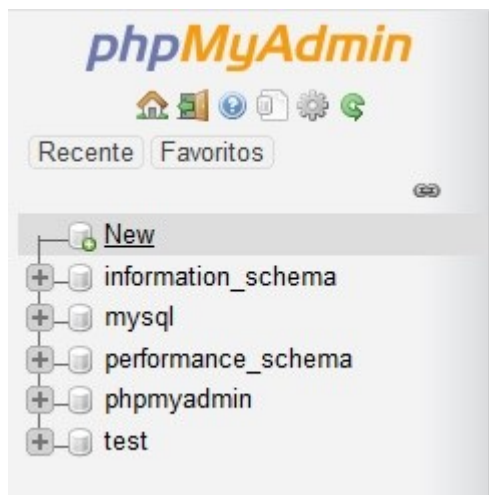 phpMyAdmin
Recente Favoritos
New
information_schema
mysql
performance_schema
phpmyadmin
test